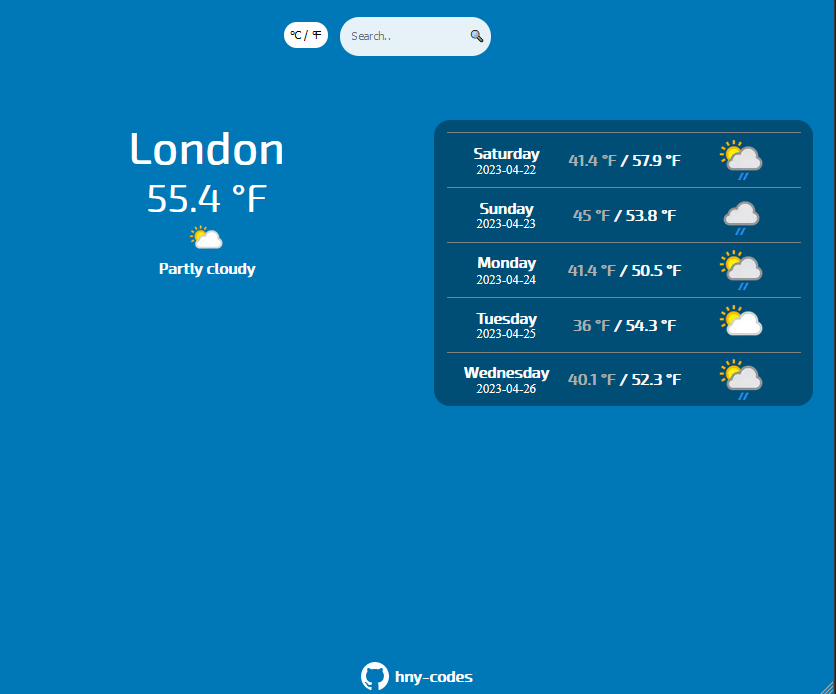 °C / °F
Search..
London
55.4 °F
Partly cloudy
Saturday
2023-04-22
41.4 °F / 57.9 °F
Sunday
2023-04-23
45 °F / 53.8 °F
Monday
2023-04-24
41.4 °F / 50.5 °F
Tuesday
2023-04-25
36 °F / 54.3 °F
Wednesday
2023-04-26
40.1 °F / 52.3 °F
hny-codes